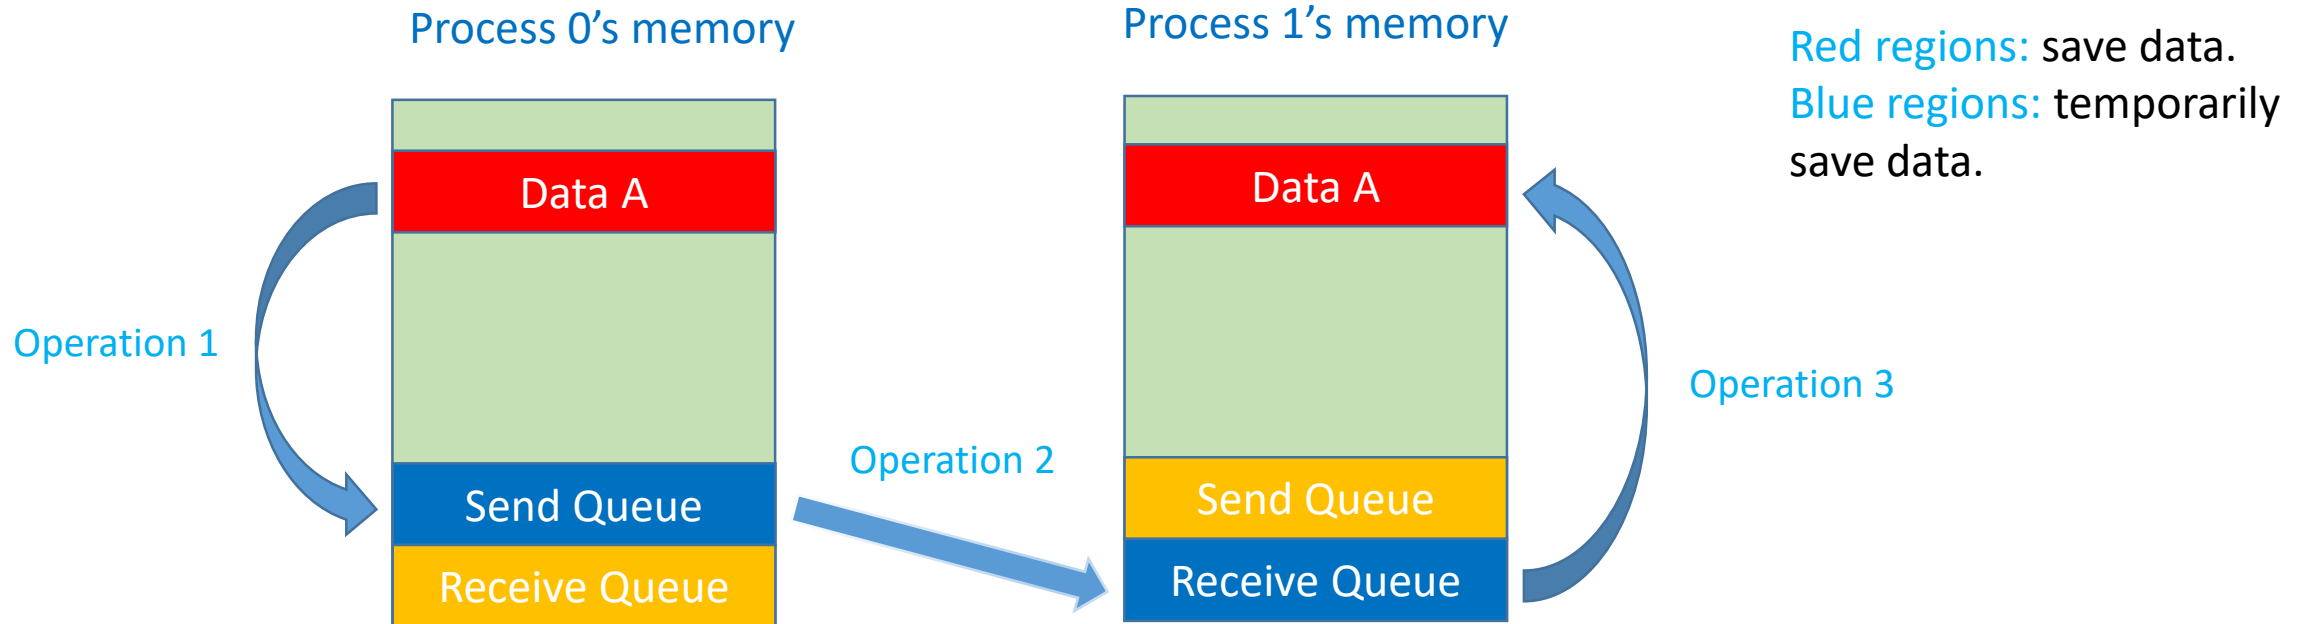 Process 0’s memory
Process 1’s memory
Red regions: save data.
Blue regions: temporarily
save data.
Data A
Data A
Operation 1
Operation 3
Operation 2
Send Queue
Send Queue
Receive Queue
Receive Queue